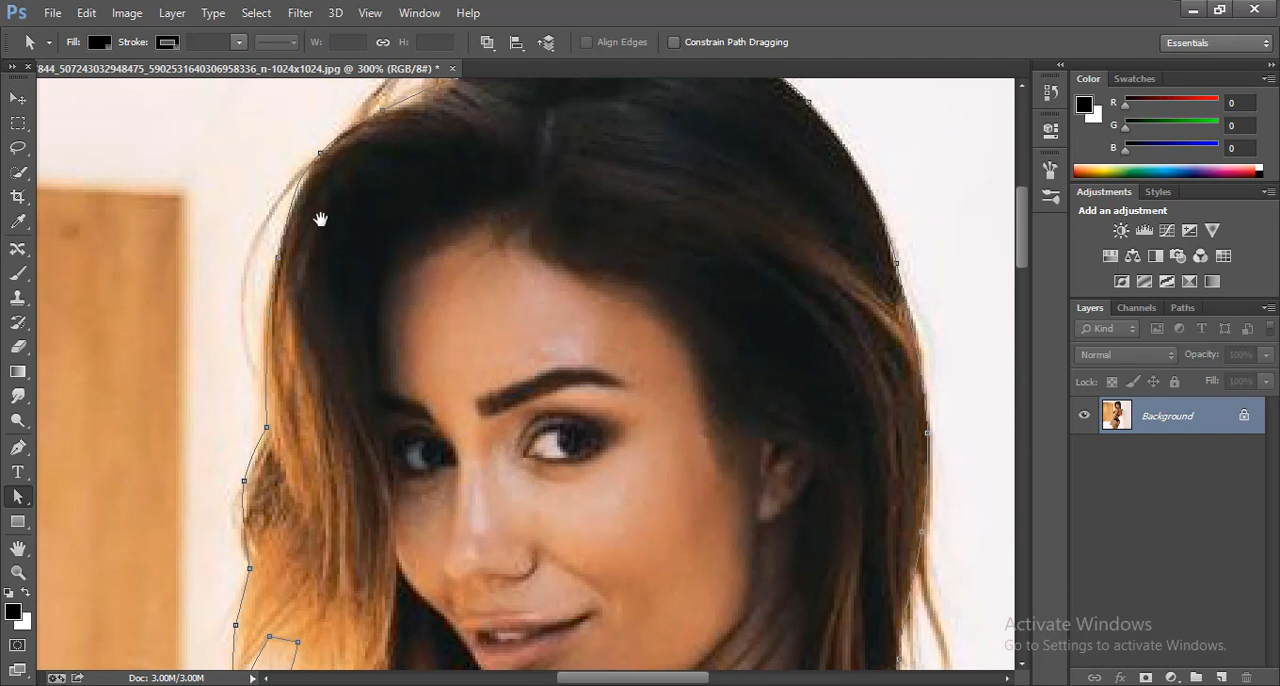 Ps File Edit Image Layer Type Select Filter 3D View Window Help
Fill: Stroke: W: H: Align Edges Constrain Path Dragging Essentials
844_507243032948475_5902531640306958336_n-1024x1024.jpg @ 300% (RGB/8#) * ×
Color Swatches
R 0
G 0
B 0
Adjustments Styles
Add an adjustment
Layers Channels Paths
Kind
Normal Opacity: 100%
Lock: Fill: 100%
Background
T
Activate Windows
Go to Settings to activate Windows.
Doc: 3.00M/3.00M
fx